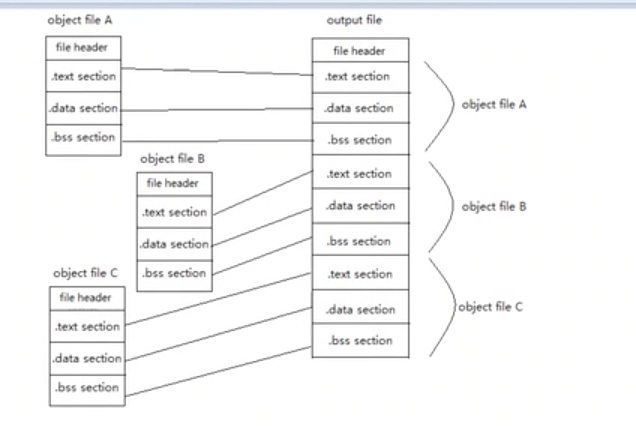 object file A
file header
.text section
.data section
.bss section
object file B
file header
.text section
.data section
.bss section
object file C
file header
.text section
.data section
.bss section
output file
file header
.text section
.data section
.bss section
.text section
.data section
.bss section
.text section
.data section
.bss section
object file A
object file B
object file C